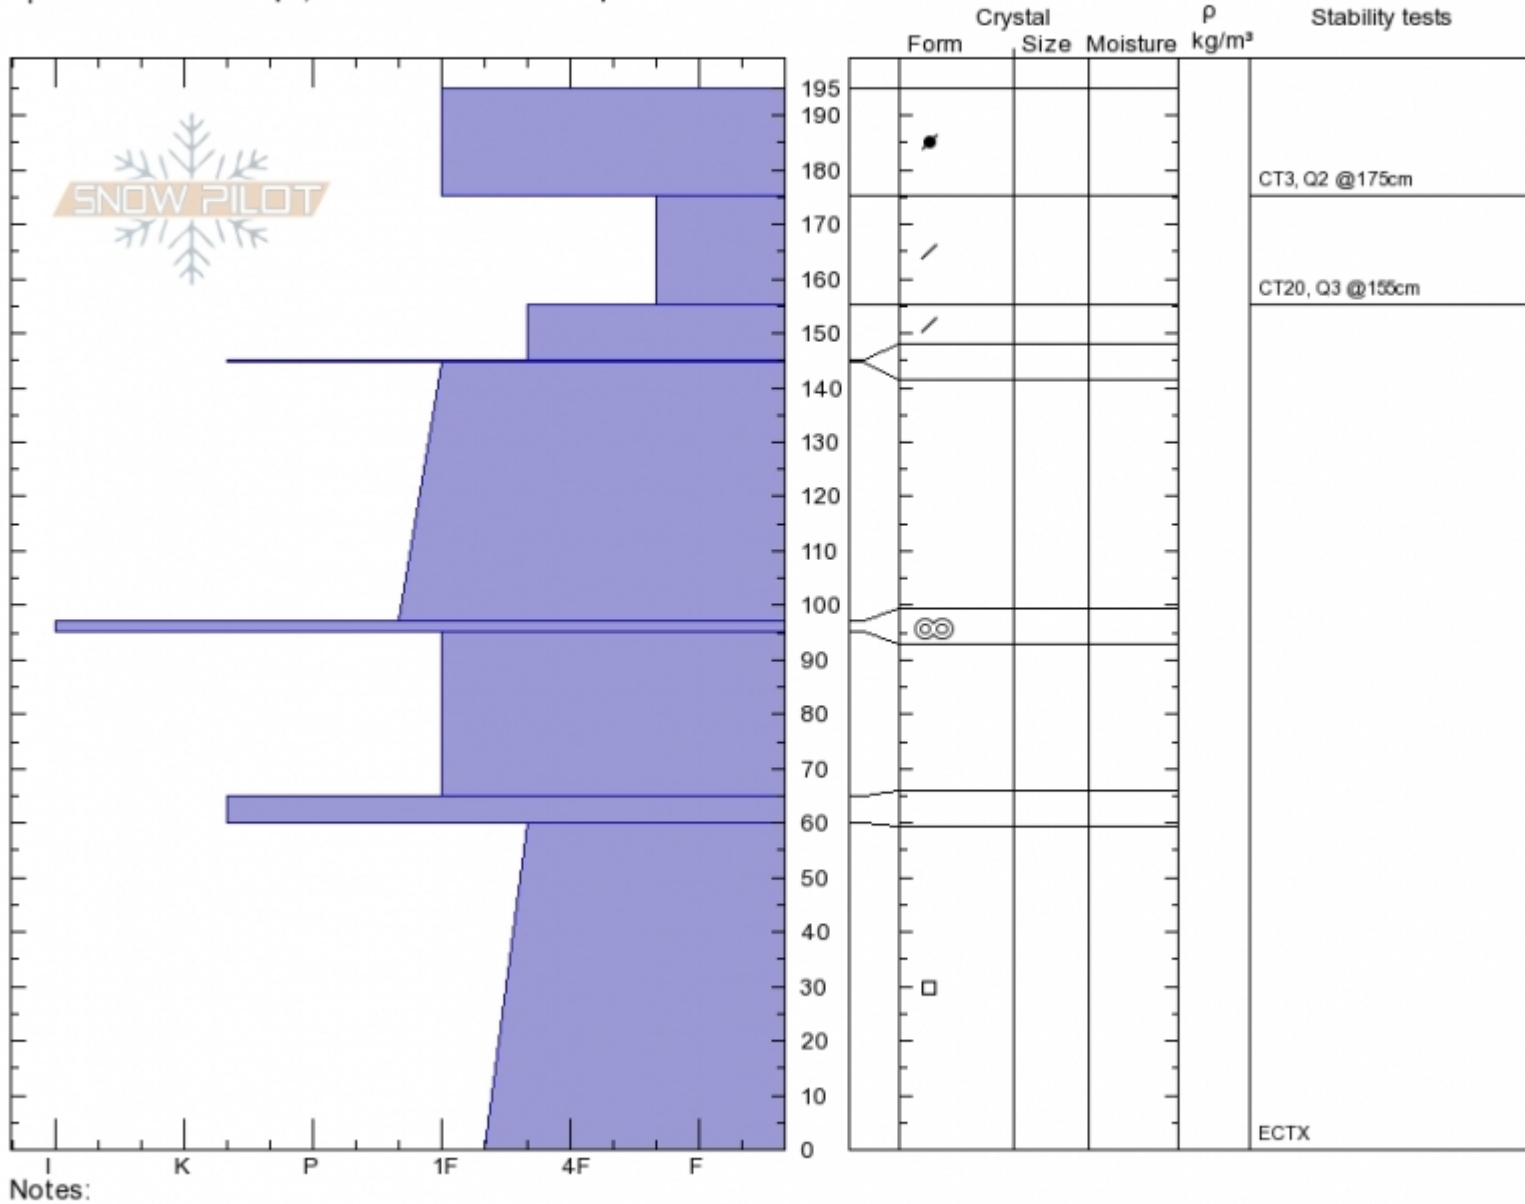 Crystal ρ Stability tests
Form Size Moisture kg/m³
195
190
180
CT3, Q2 @175cm
170
160
CT20, Q3 @155cm
150
140
130
120
110
100
90
80
70
60
50
40
30
20
10
ECTX
0
I K P 1F 4F F
Notes:
SNOW PILOT